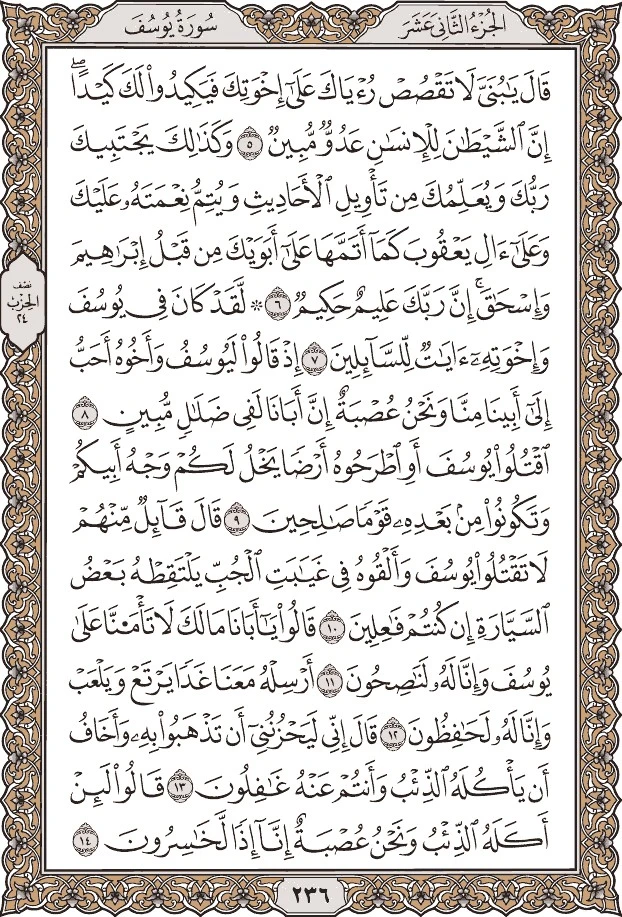 الجُزْءُ الثَّانِي عَشَرَ
سُورَةُ يُوسُفَ
قَالَ يَٰبُنَىَّ لَا تَقْصُصْ رُءْيَاكَ عَلَىٰٓ إِخْوَتِكَ فَيَكِيدُوا۟ لَكَ كَيْدًا ۖ
إِنَّ ٱلشَّيْطَٰنَ لِلْإِنسَٰنِ عَدُوٌّ مُّبِينٌ ٥ وَكَذَٰلِكَ يَجْتَبِيكَ
رَبُّكَ وَيُعَلِّمُكَ مِن تَأْوِيلِ ٱلْأَحَادِيثِ وَيُتِمُّ نِعْمَتَهُۥ عَلَيْكَ
وَعَلَىٰٓ ءَالِ يَعْقُوبَ كَمَآ أَتَمَّهَا عَلَىٰٓ أَبَوَيْكَ مِن قَبْلُ إِبْرَٰهِيمَ
وَإِسْحَٰقَ ۚ إِنَّ رَبَّكَ عَلِيمٌ حَكِيمٌ ٦ * لَّقَدْ كَانَ فِى يُوسُفَ
وَإِخْوَتِهِۦٓ ءَايَٰتٌ لِّلسَّآئِلِينَ ٧ إِذْ قَالُوا۟ لَيُوسُفُ وَأَخُوهُ أَحَبُّ
إِلَىٰٓ أَبِينَا مِنَّا وَنَحْنُ عُصْبَةٌ إِنَّ أَبَانَا لَفِى ضَلَٰلٍ مُّبِينٍ ٨
ٱقْتُلُوا۟ يُوسُفَ أَوِ ٱطْرَحُوهُ أَرْضًا يَخْلُ لَكُمْ وَجْهُ أَبِيكُمْ
وَتَكُونُوا۟ مِنۢ بَعْدِهِۦ قَوْمًا صَٰلِحِينَ ٩ قَالَ قَآئِلٌ مِّنْهُمْ
لَا تَقْتُلُوا۟ يُوسُفَ وَأَلْقُوهُ فِى غَيَٰبَتِ ٱلْجُبِّ يَلْتَقِطْهُ بَعْضُ
ٱلسَّيَّارَةِ إِن كُنتُمْ فَٰعِلِينَ ١٠ قَالُوا۟ يَٰٓأَبَانَا مَا لَكَ لَا تَأْمَ۫نَّا عَلَىٰ
يُوسُفَ وَإِنَّا لَهُۥ لَنَٰصِحُونَ ١١ أَرْسِلْهُ مَعَنَا غَدًا يَرْتَعْ وَيَلْعَبْ
وَإِنَّا لَهُۥ لَحَٰفِظُونَ ١٢ قَالَ إِنِّى لَيَحْزُنُنِىٓ أَن تَذْهَبُوا۟ بِهِۦ وَأَخَافُ
أَن يَأْكُلَهُ ٱلذِّئْبُ وَأَنتُمْ عَنْهُ غَٰفِلُونَ ١٣ قَالُوا۟ لَئِنْ
أَكَلَهُ ٱلذِّئْبُ وَنَحْنُ عُصْبَةٌ إِنَّآ إِذًا لَّخَٰسِرُونَ ١٤
نصف
الحزب
٢٤
٢٣٦